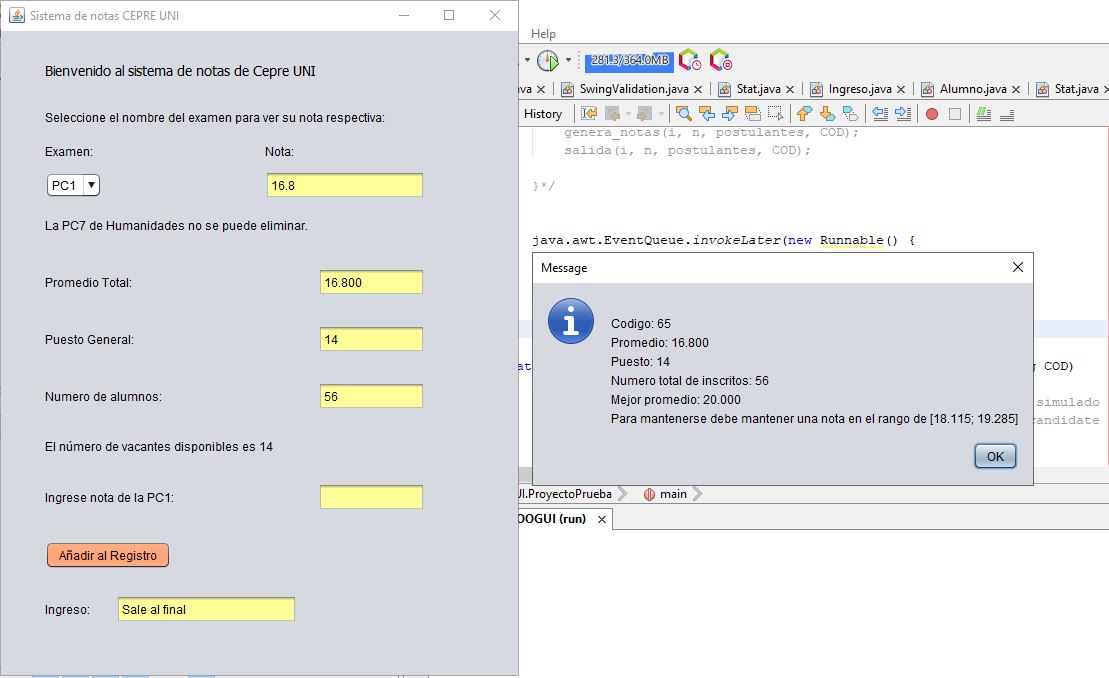 Sistema de notas CEPRE UNI
Bienvenido al sistema de notas de Cepre UNI
Seleccione el nombre del examen para ver su nota respectiva:
Examen: Nota:
PC1 16.8
La PC7 de Humanidades no se puede eliminar.
Promedio Total: 16.800
Puesto General: 14
Numero de alumnos: 56
El número de vacantes disponibles es 14
Ingrese nota de la PC1:
Añadir al Registro
Ingreso: Sale al final
Help
281.3/364.0MB
va SwingValidation.java Stat.java Ingreso.java Alumno.java Stat.java
History
genera_notas(i, n, postulantes, COD);
salida(i, n, postulantes, COD);
}*/
java.awt.EventQueue.invokeLater(new Runnable() {
Message
Codigo: 65
Promedio: 16.800
Puesto: 14
Numero total de inscritos: 56
Mejor promedio: 20.000
Para mantenerse debe mantener una nota en el rango de [18.115; 19.285]
OK
at COD)
simulado
candidate
UI.ProyectoPrueba main
OOGUI (run)